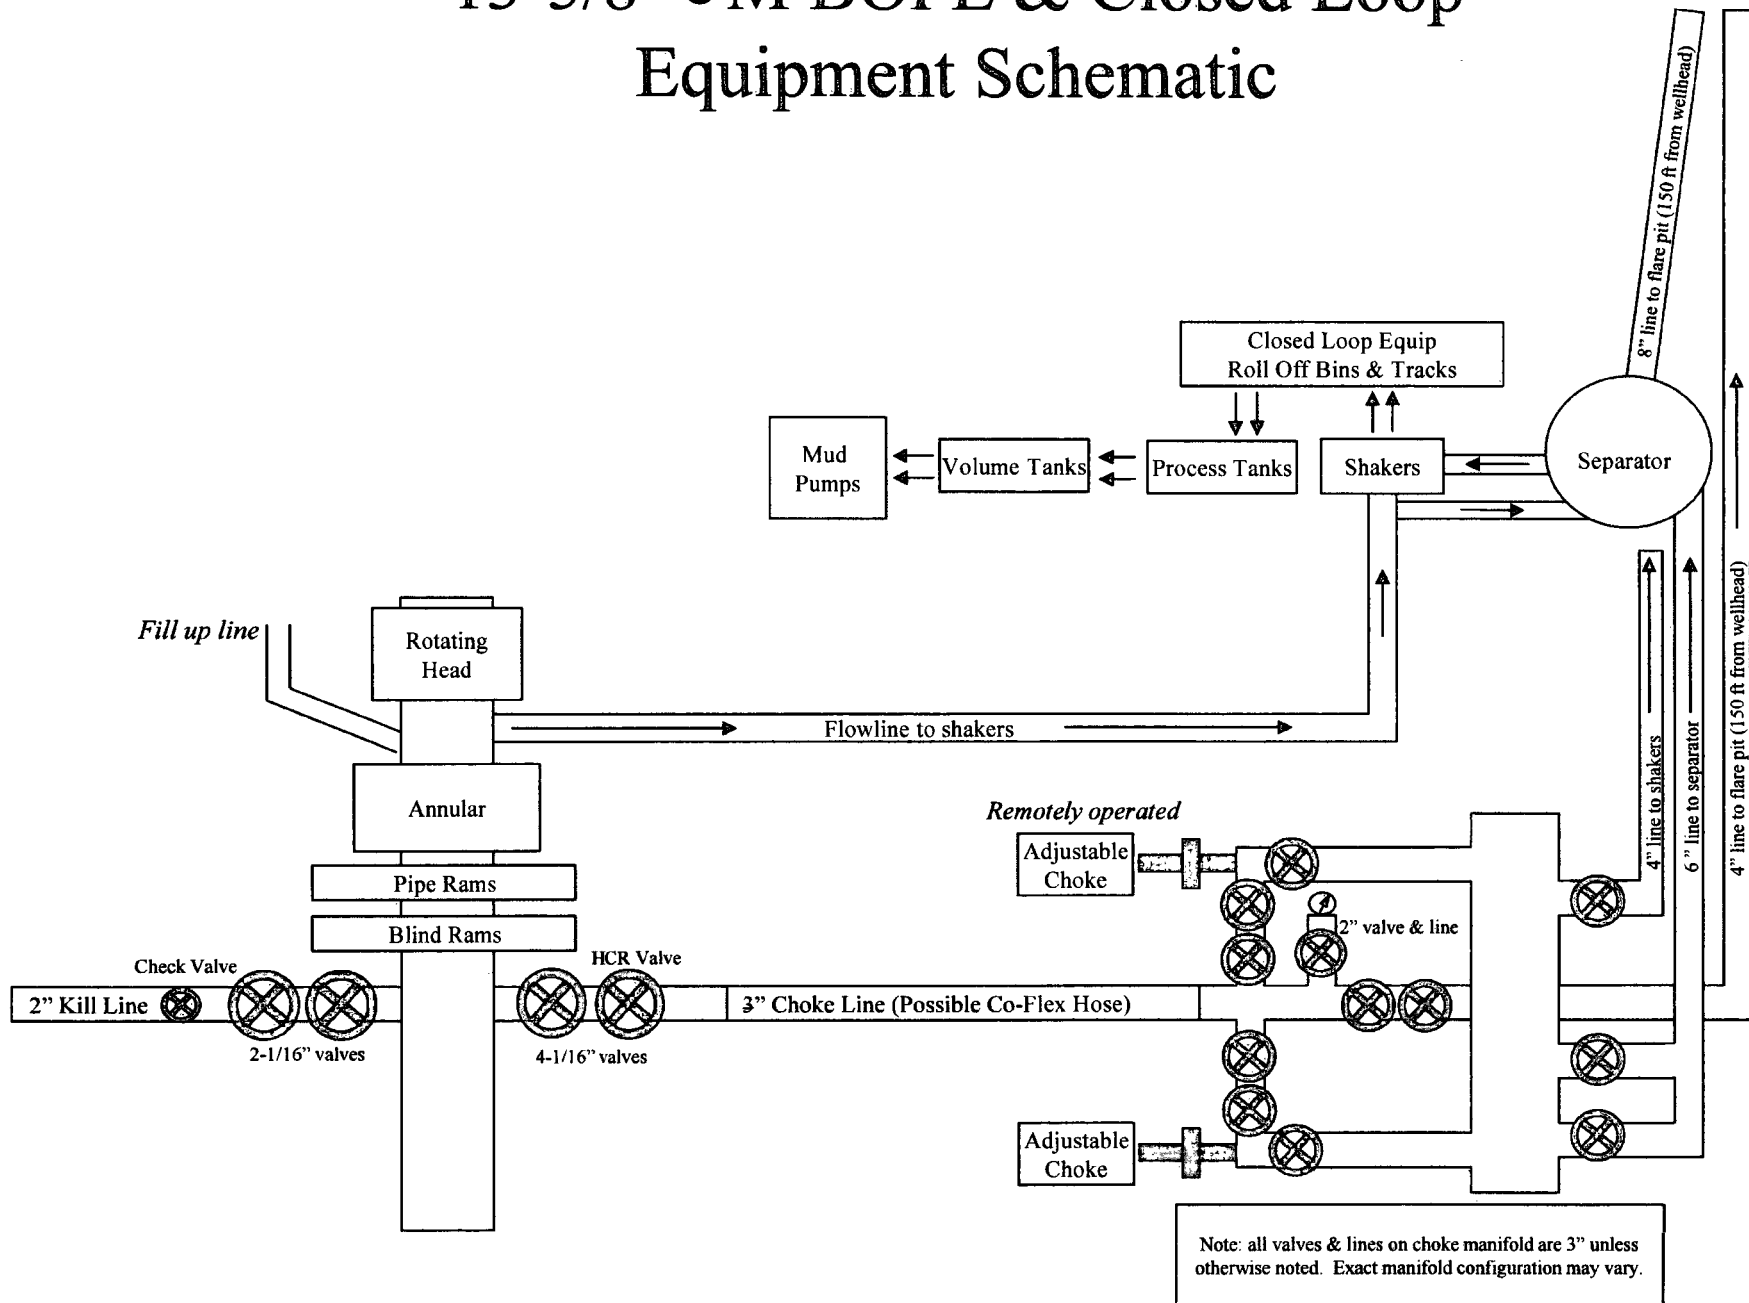 BOPE & Closed Loop
Equipment Schematic
8” line to flare pit (150 ft from wellhead)
Closed Loop Equip
Roll Off Bins & Tracks
Mud
Pumps
Volume Tanks
Process Tanks
Shakers
Separator
Fill up line
Rotating
Head
Flowline to shakers
Annular
Pipe Rams
Blind Rams
Remotely operated
Adjustable
Choke
4” line to shakers
6” line to separator
4” line to flare pit (150 ft from wellhead)
2” valve & line
Check Valve
HCR Valve
2” Kill Line
3” Choke Line (Possible Co-Flex Hose)
2-1/16” valves
4-1/16” valves
Adjustable
Choke
Note: all valves & lines on choke manifold are 3” unless
otherwise noted. Exact manifold configuration may vary.